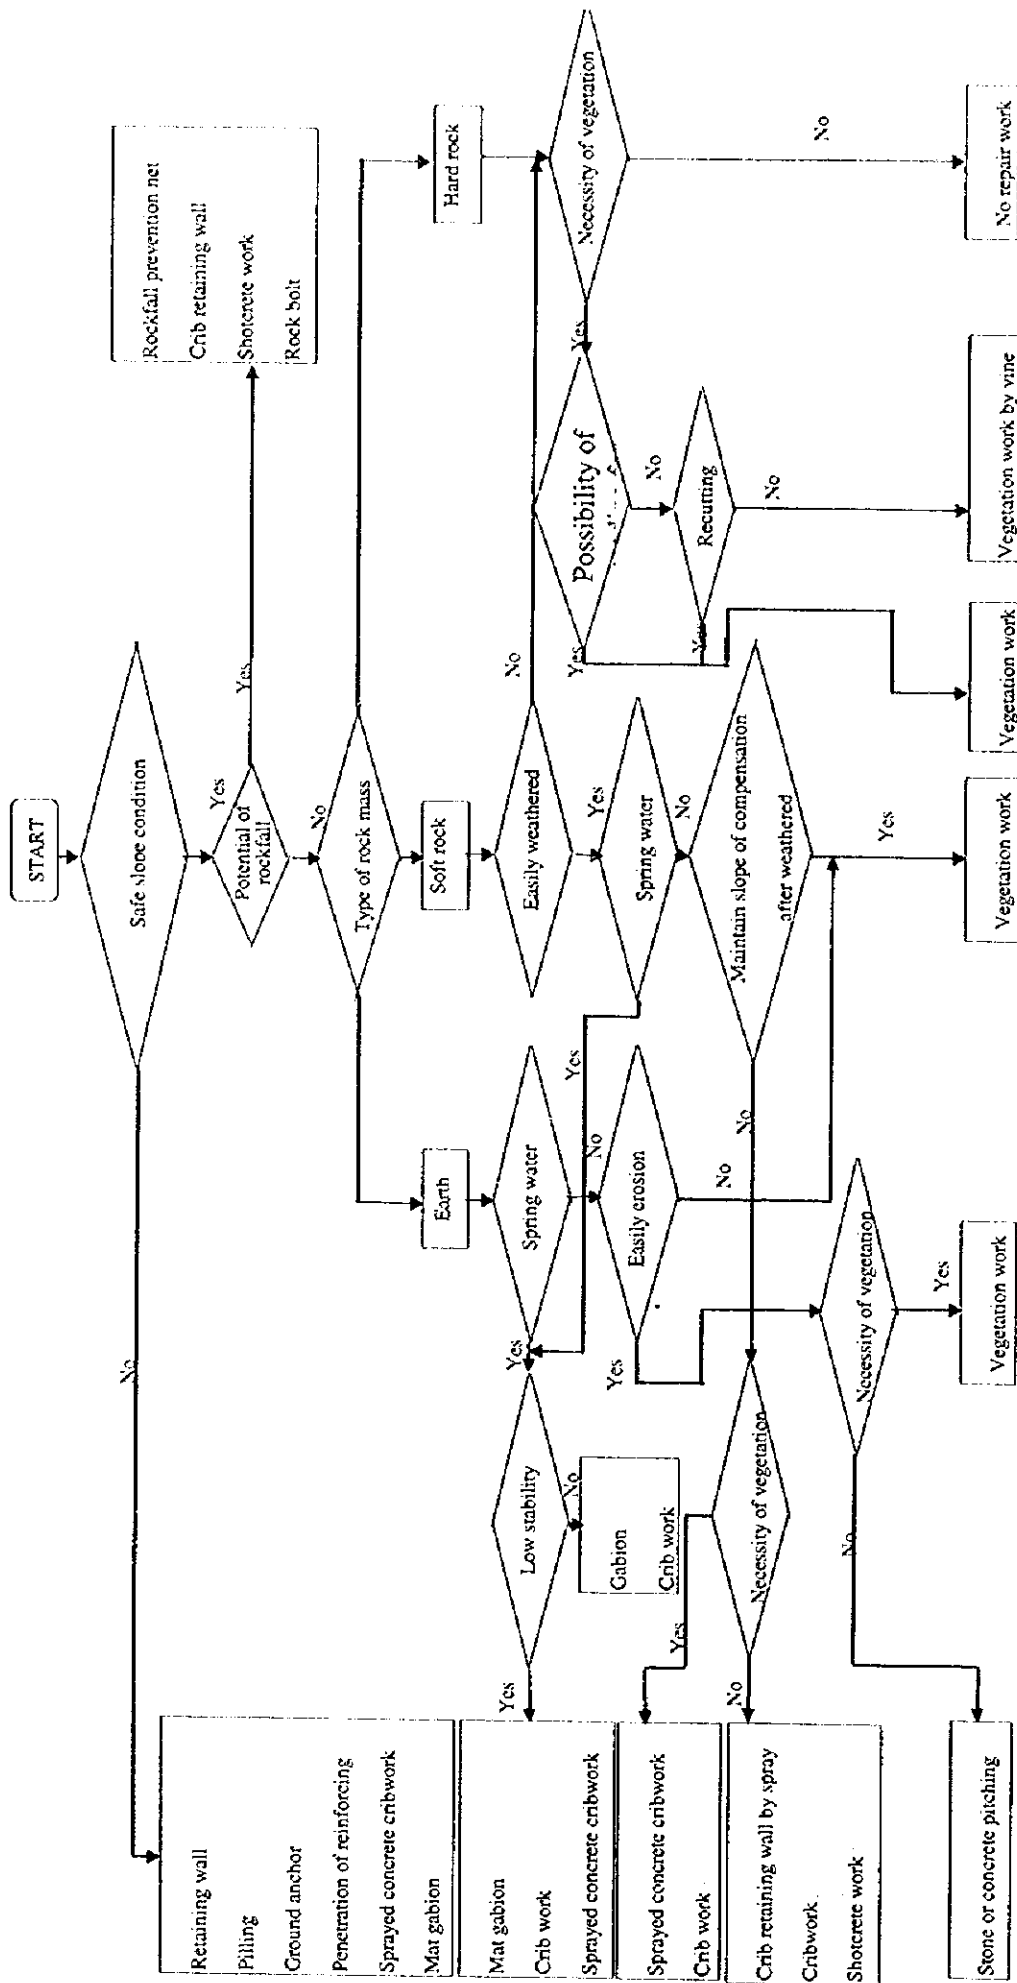 START
Safe slope condition
No
Yes
Potential of
rockfall
Yes
Rockfall prevention net
Crib retaining wall
Shotcrete work
Rock bolt
No
Type of rock mass
Earth
Soft rock
Hard rock
Spring water
Yes
No
Easily weathered
No
Yes
Necessity of vegetation
Yes
No
Low stability
Yes
No
Gabion
Crib work
Easily erosion
Yes
No
Spring water
Yes
No
Possibility of
Yes
No
Recutting
Yes
No
Maintain slope of compensation
after weathered
No
Yes
Necessity of vegetation
Yes
No
Necessity of vegetation
No
Yes
Retaining wall
Pilling
Ground anchor
Penetration of reinforcing
Sprayed concrete cribwork
Mat gabion
Mat gabion
Crib work
Sprayed concrete cribwork
Sprayed concrete cribwork
Crib work
Crib retaining wall by spray
Cribwork
Shotcrete work
Stone or concrete pitching
Vegetation work
Vegetation work
Vegetation work
Vegetation work by vine
No repair work